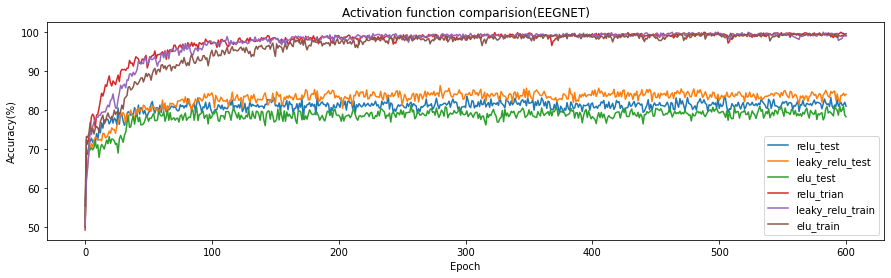 Activation function comparision(EEGNET)
Accuracy(%)
100
90
80
70
60
50
0
100
200
300
400
500
600
Epoch
relu_test
leaky_relu_test
elu_test
relu_trian
leaky_relu_train
elu_train